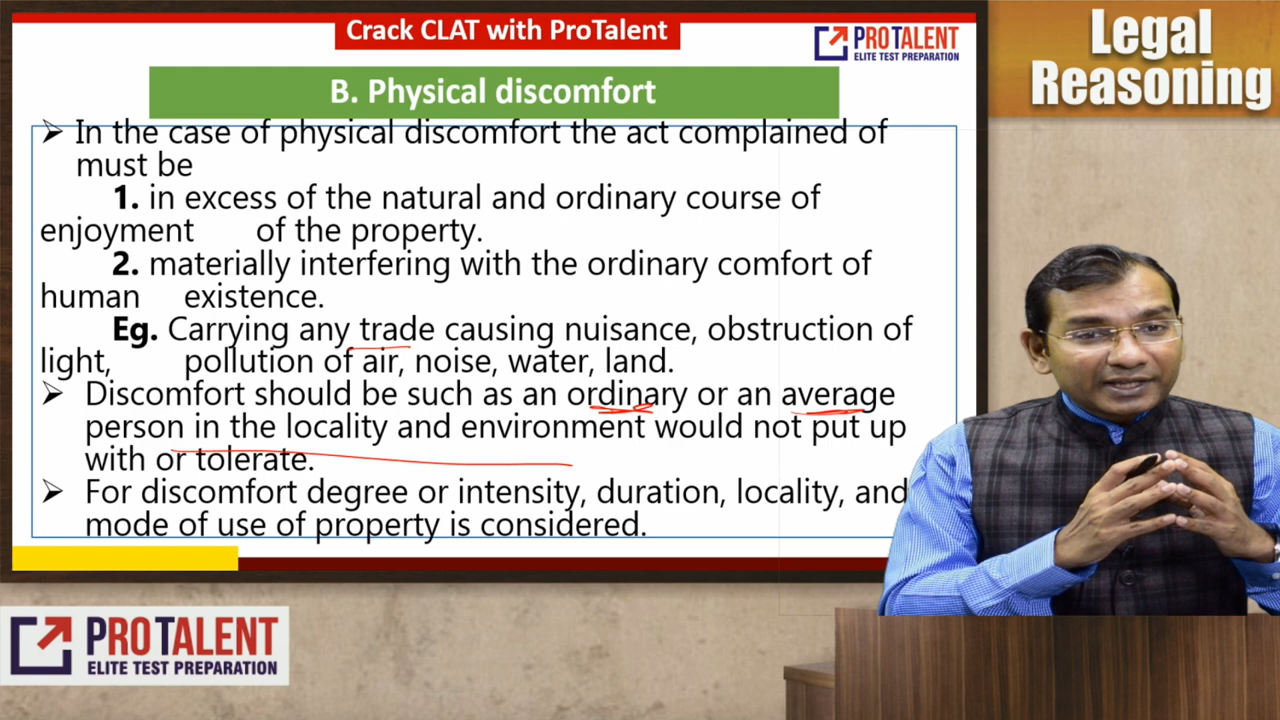 Crack CLAT with ProTalent
PROTALENT
ELITE TEST PREPARATION
Legal
Reasoning
B. Physical discomfort
➢ In the case of physical discomfort the act complained of
must be
1. in excess of the natural and ordinary course of
enjoyment of the property.
2. materially interfering with the ordinary comfort of
human existence.
Eg. Carrying any trade causing nuisance, obstruction of
light, pollution of air, noise, water, land.
➢ Discomfort should be such as an ordinary or an average
person in the locality and environment would not put up
with or tolerate.
➢ For discomfort degree or intensity, duration, locality, and
mode of use of property is considered.
PROTALENT
ELITE TEST PREPARATION